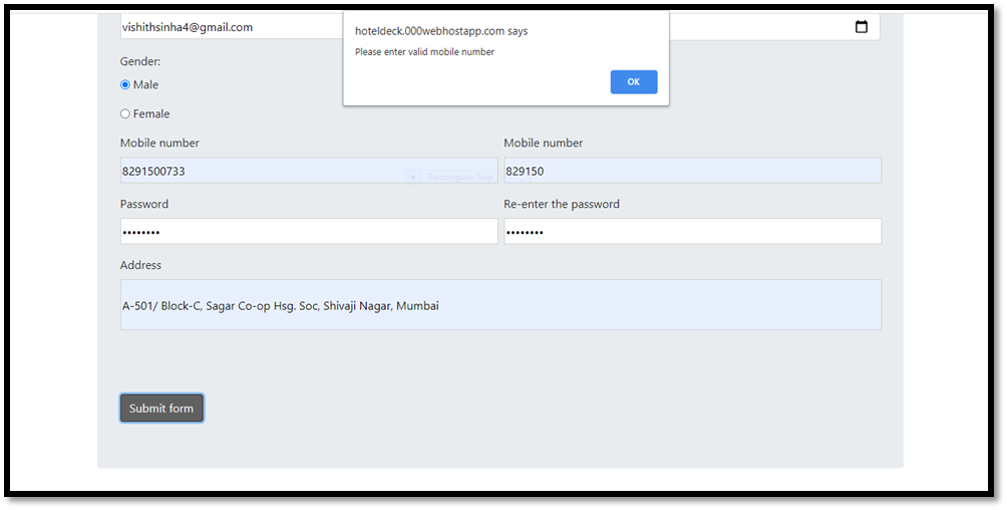 hoteldeck.000webhostapp.com says
Please enter valid mobile number
OK
vishithsinha4@gmail.com
Gender:
Male
Female
Mobile number Mobile number
8291500733 829150
Rectangular Snip
Password Re-enter the password
•••••••• ••••••••
Address
A-501/ Block-C, Sagar Co-op Hsg. Soc, Shivaji Nagar, Mumbai
Submit form